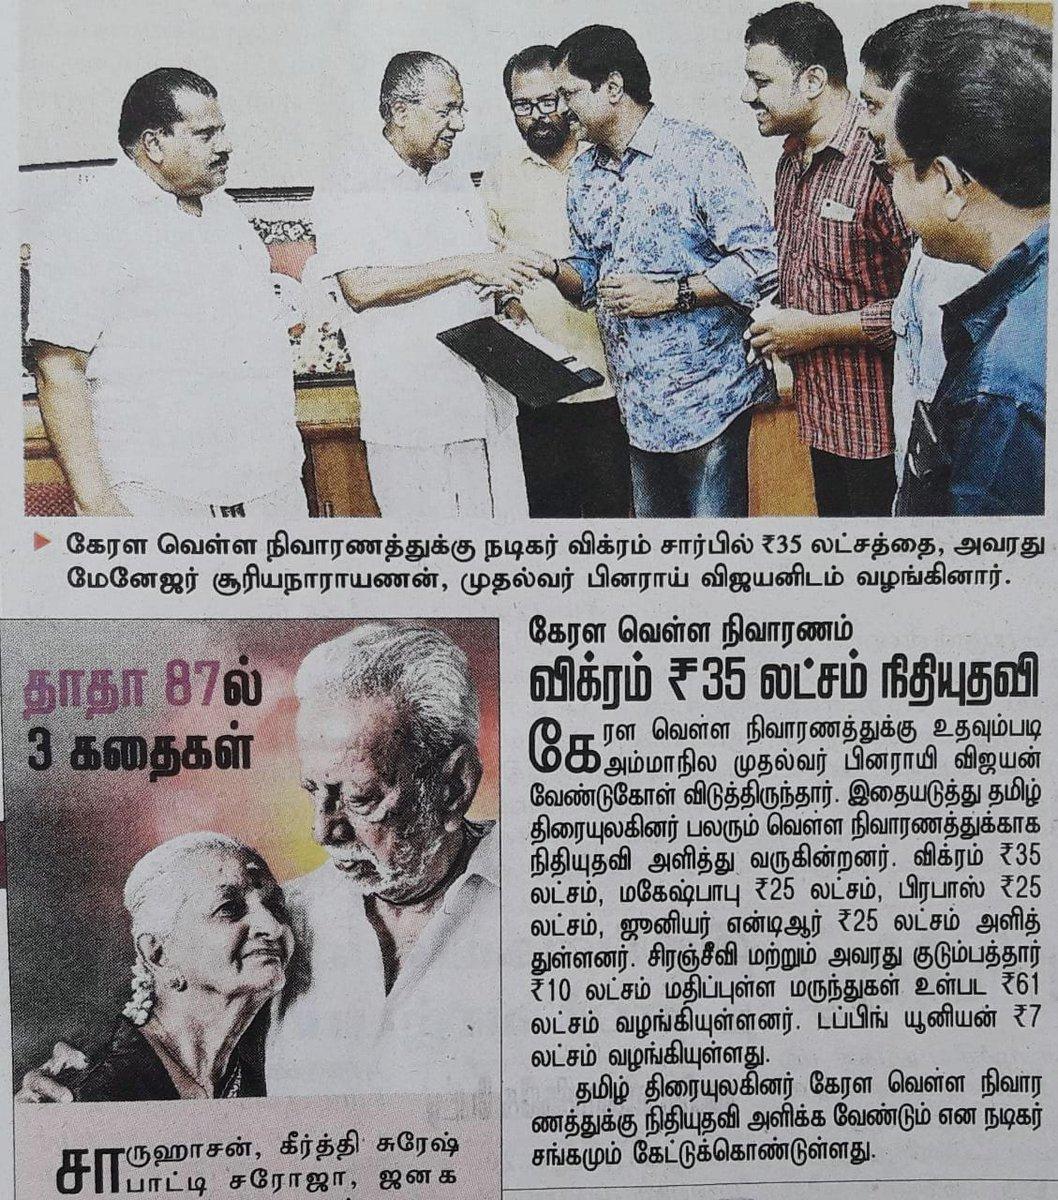 கேரள வெள்ள நிவாரணத்துக்கு நடிகர் விக்ரம் சார்பில் ₹35 லட்சத்தை, அவரது
மேனேஜர் சூரியநாராயணன், முதல்வர் பினராய் விஜயனிடம் வழங்கினார்.
தாதா 87ல்
3 கதைகள்
சாருஹாசன், கீர்த்தி சுரேஷ்
பாட்டி சரோஜா, ஜனக
கேரள வெள்ள நிவாரணம்
விக்ரம் ₹35 லட்சம் நிதியுதவி
கேரள வெள்ள நிவாரணத்துக்கு உதவும்படி
அம்மாநில முதல்வர் பினராயி விஜயன்
வேண்டுகோள் விடுத்திருந்தார். இதையடுத்து தமிழ்
திரையுலகினர் பலரும் வெள்ள நிவாரணத்துக்காக
நிதியுதவி அளித்து வருகின்றனர். விக்ரம் ₹35
லட்சம், மகேஷ்பாபு ₹25 லட்சம், பிரபாஸ் ₹25
லட்சம், ஜூனியர் என்டிஆர் ₹25 லட்சம் அளித்
துள்ளனர். சிரஞ்சீவி மற்றும் அவரது குடும்பத்தார்
₹10 லட்சம் மதிப்புள்ள மருந்துகள் உள்பட ₹61
லட்சம் வழங்கியுள்ளனர். டப்பிங் யூனியன் ₹7
லட்சம் வழங்கியுள்ளது.
தமிழ் திரையுலகினர் கேரள வெள்ள நிவார
ணத்துக்கு நிதியுதவி அளிக்க வேண்டும் என நடிகர்
சங்கமும் கேட்டுக்கொண்டுள்ளது.